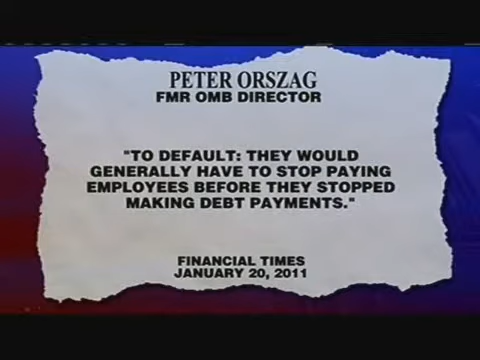 PETER ORSZAG
FMR OMB DIRECTOR
"TO DEFAULT: THEY WOULD
GENERALLY HAVE TO STOP PAYING
EMPLOYEES BEFORE THEY STOPPED
MAKING DEBT PAYMENTS."
FINANCIAL TIMES
JANUARY 20, 2011